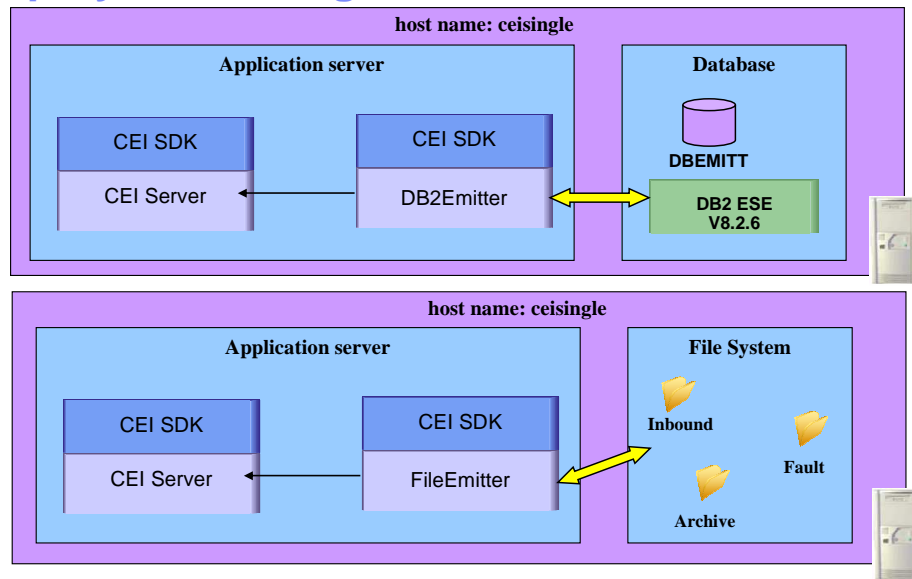 host name: ceisingle
Application server
Database
CEI SDK
CEI Server
CEI SDK
DB2Emitter
DBEMITT
DB2 ESE
V8.2.6
host name: ceisingle
Application server
File System
CEI SDK
CEI Server
CEI SDK
FileEmitter
Inbound
Fault
Archive